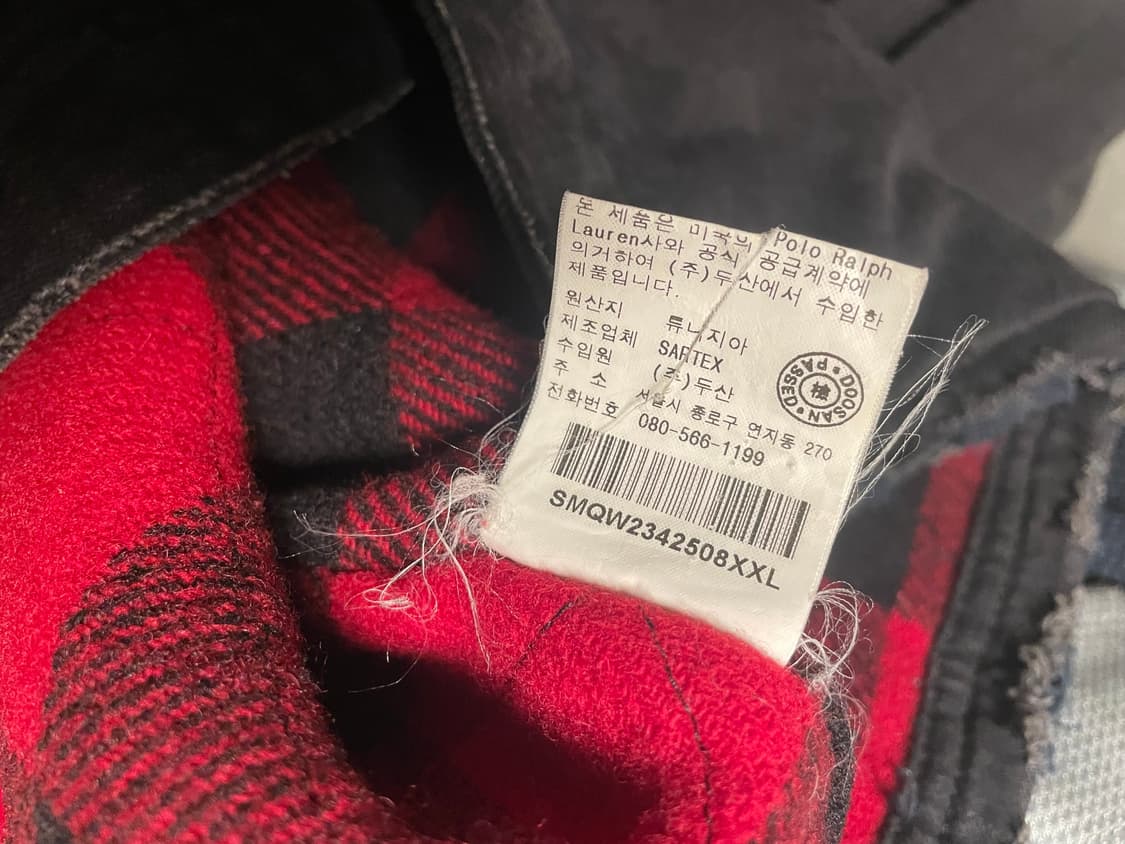 본 제품은 미국의 Polo Ralph
Lauren사와 공식 공급계약에
의거하여 (주)두산에서 수입한
제품입니다.
원산지 튜니지아
제조업체 SARTEX
수입원 (주)두산
주 소 서울시 종로구 연지동 270
전화번호 080-566-1199
DOOSAN PASSED
檢
SMQW2342508XXL